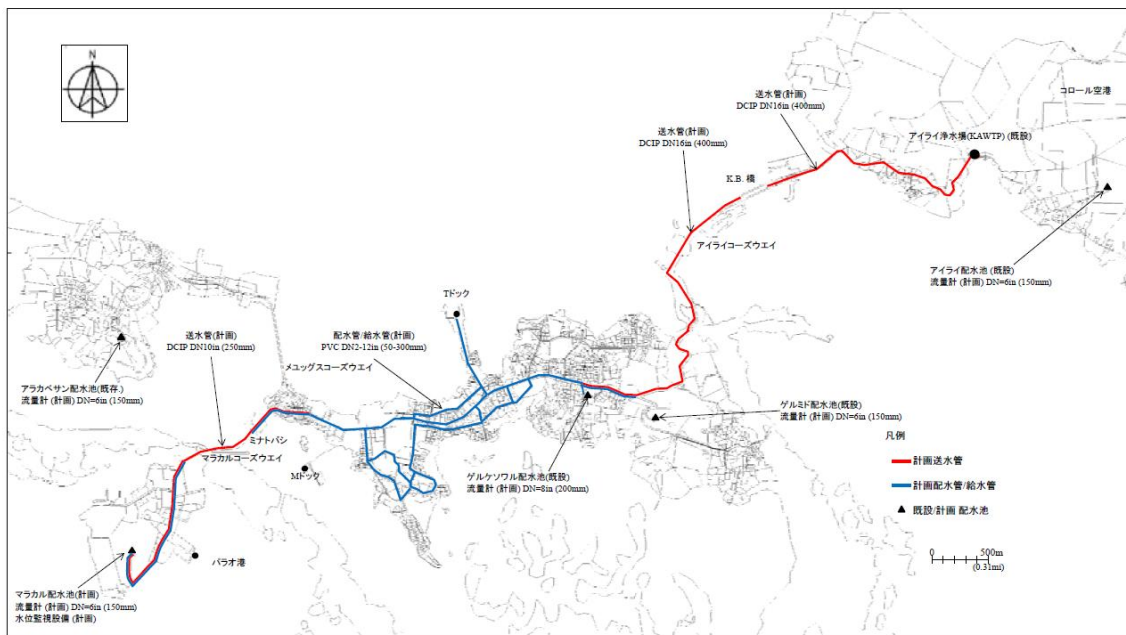 N
コロール空港
送水管(計画)
DCIP DN16in (400mm)
アイライ浄水場(KAWTP) (既設)
送水管(計画)
DCIP DN16in (400mm)
K.B. 橋
アイライコーズウエイ
アイライ配水池 (既設)
流量計 (計画) DN=6in (150mm)
Tドック
送水管(計画)
DCIP DN10in (250mm)
配水管/給水管(計画)
PVC DN2-12in (50-300mm)
メユッグスコーズウエイ
アラカベサン配水池(既存.)
流量計 (計画) DN=6in (150mm)
ゲルミド配水池(既設)
流量計 (計画) DN=6in (150mm)
ミナトバシ
マラカルコーズウエイ
Mドック
ゲルケソワル配水池(既設)
流量計 (計画) DN=8in (200mm)
凡例
計画送水管
計画配水管/給水管
既設/計画 配水池
パラオ港
0 500m
(0.31mi)
マラカル配水池(計画)
流量計 (計画) DN=6in (150mm)
水位監視設備 (計画)